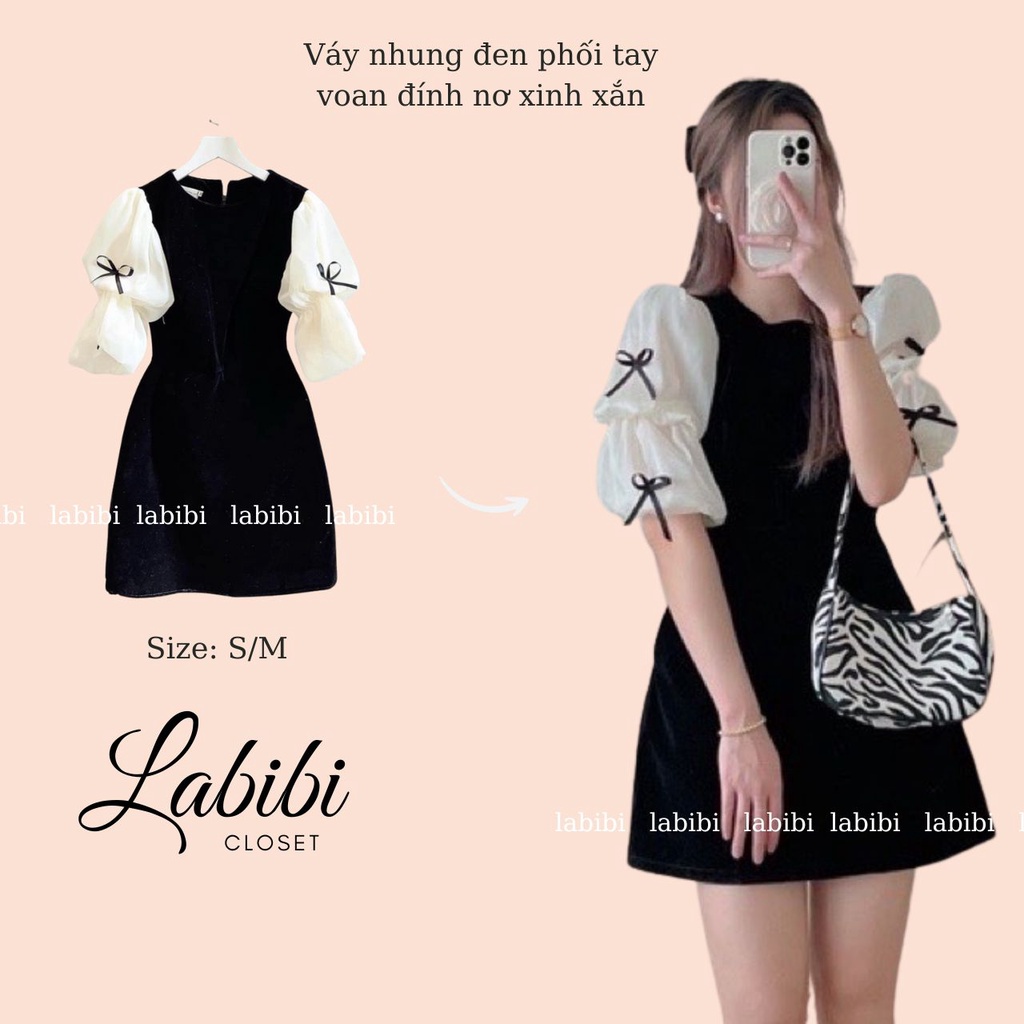 Váy nhung đen phối tay
voan đính nơ xinh xắn
bi labibi labibi labibi labibi
Size: S/M
Labibi
CLOSET
labibi labibi labibi labibi labibi